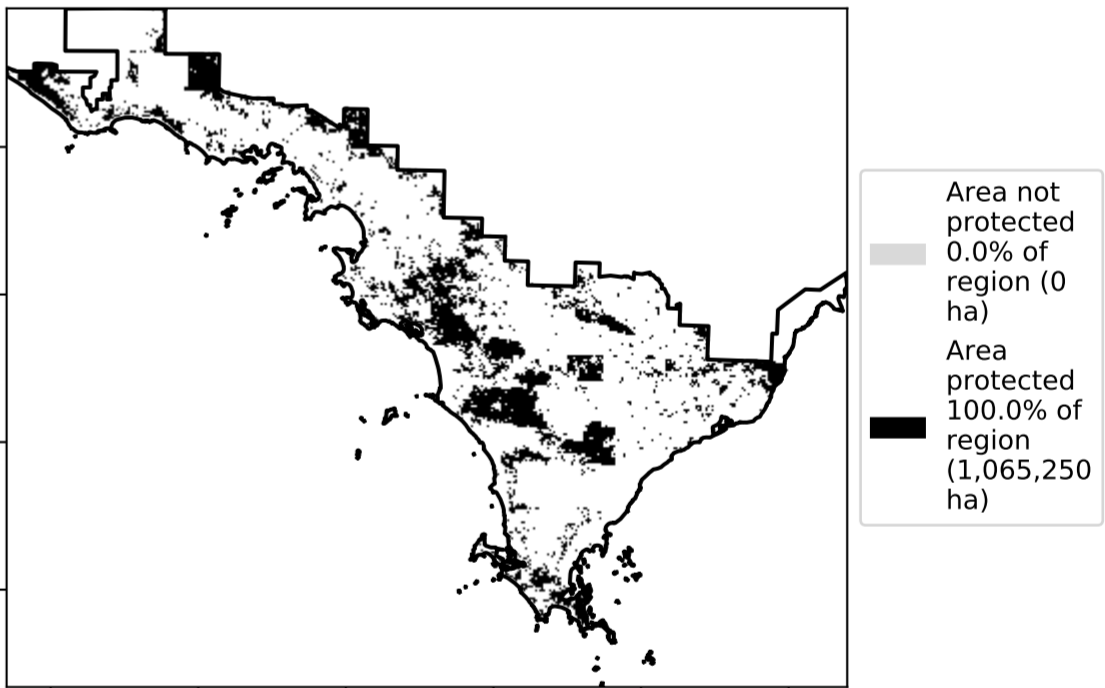 Area not
protected
0.0% of
region (0
ha)
Area
protected
100.0% of
region
(1,065,250
ha)